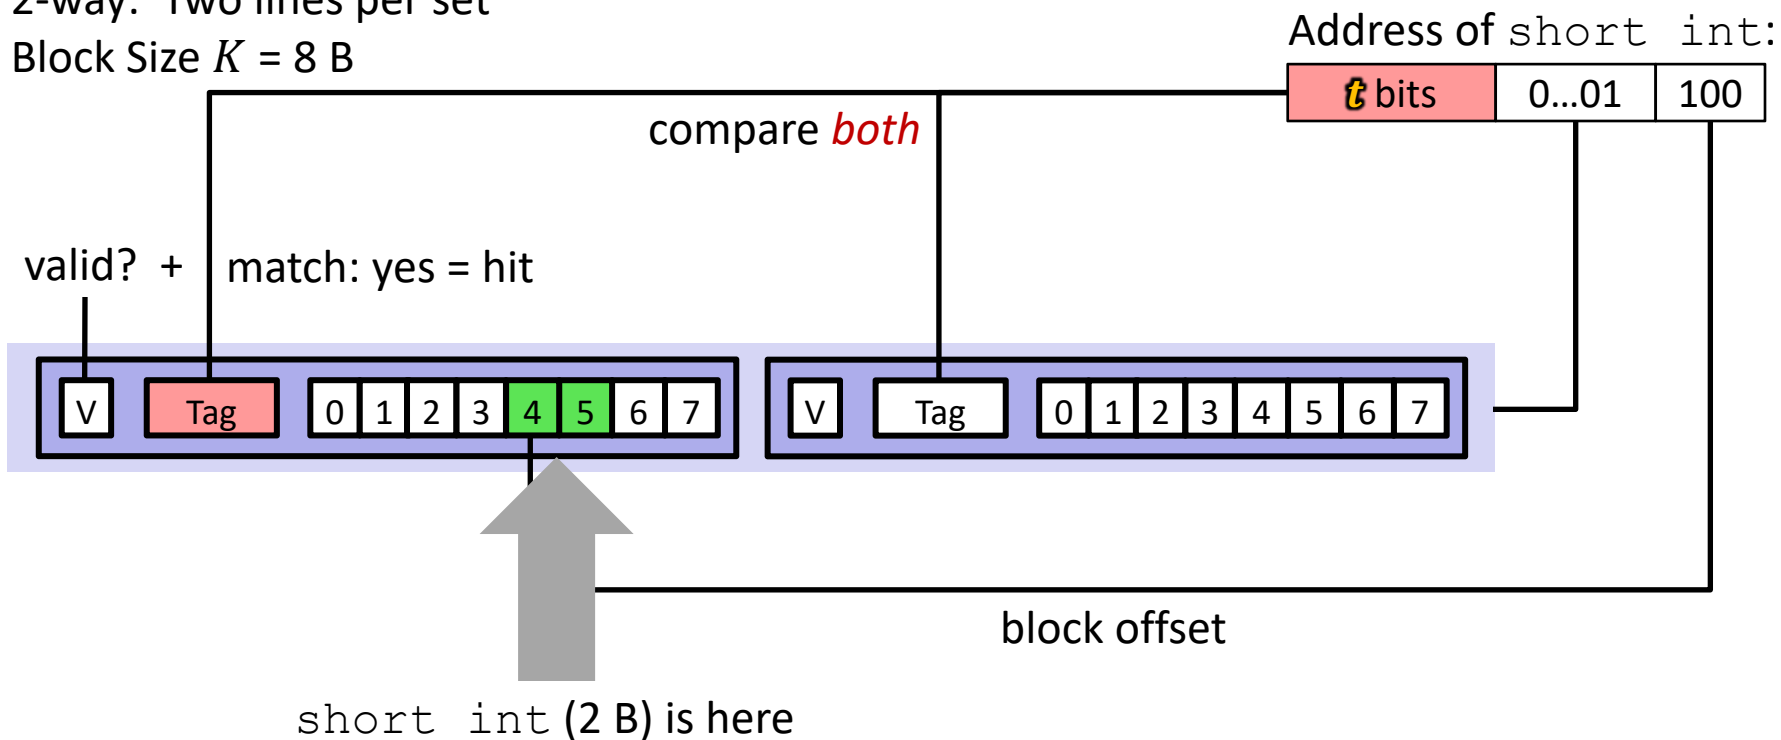 2-way: Two lines per set
Block Size K = 8 B
Address of short int:
t bits 0...01 100
compare both
valid? + match: yes = hit
V Tag 0 1 2 3 4 5 6 7 V Tag 0 1 2 3 4 5 6 7
block offset
short int (2 B) is here